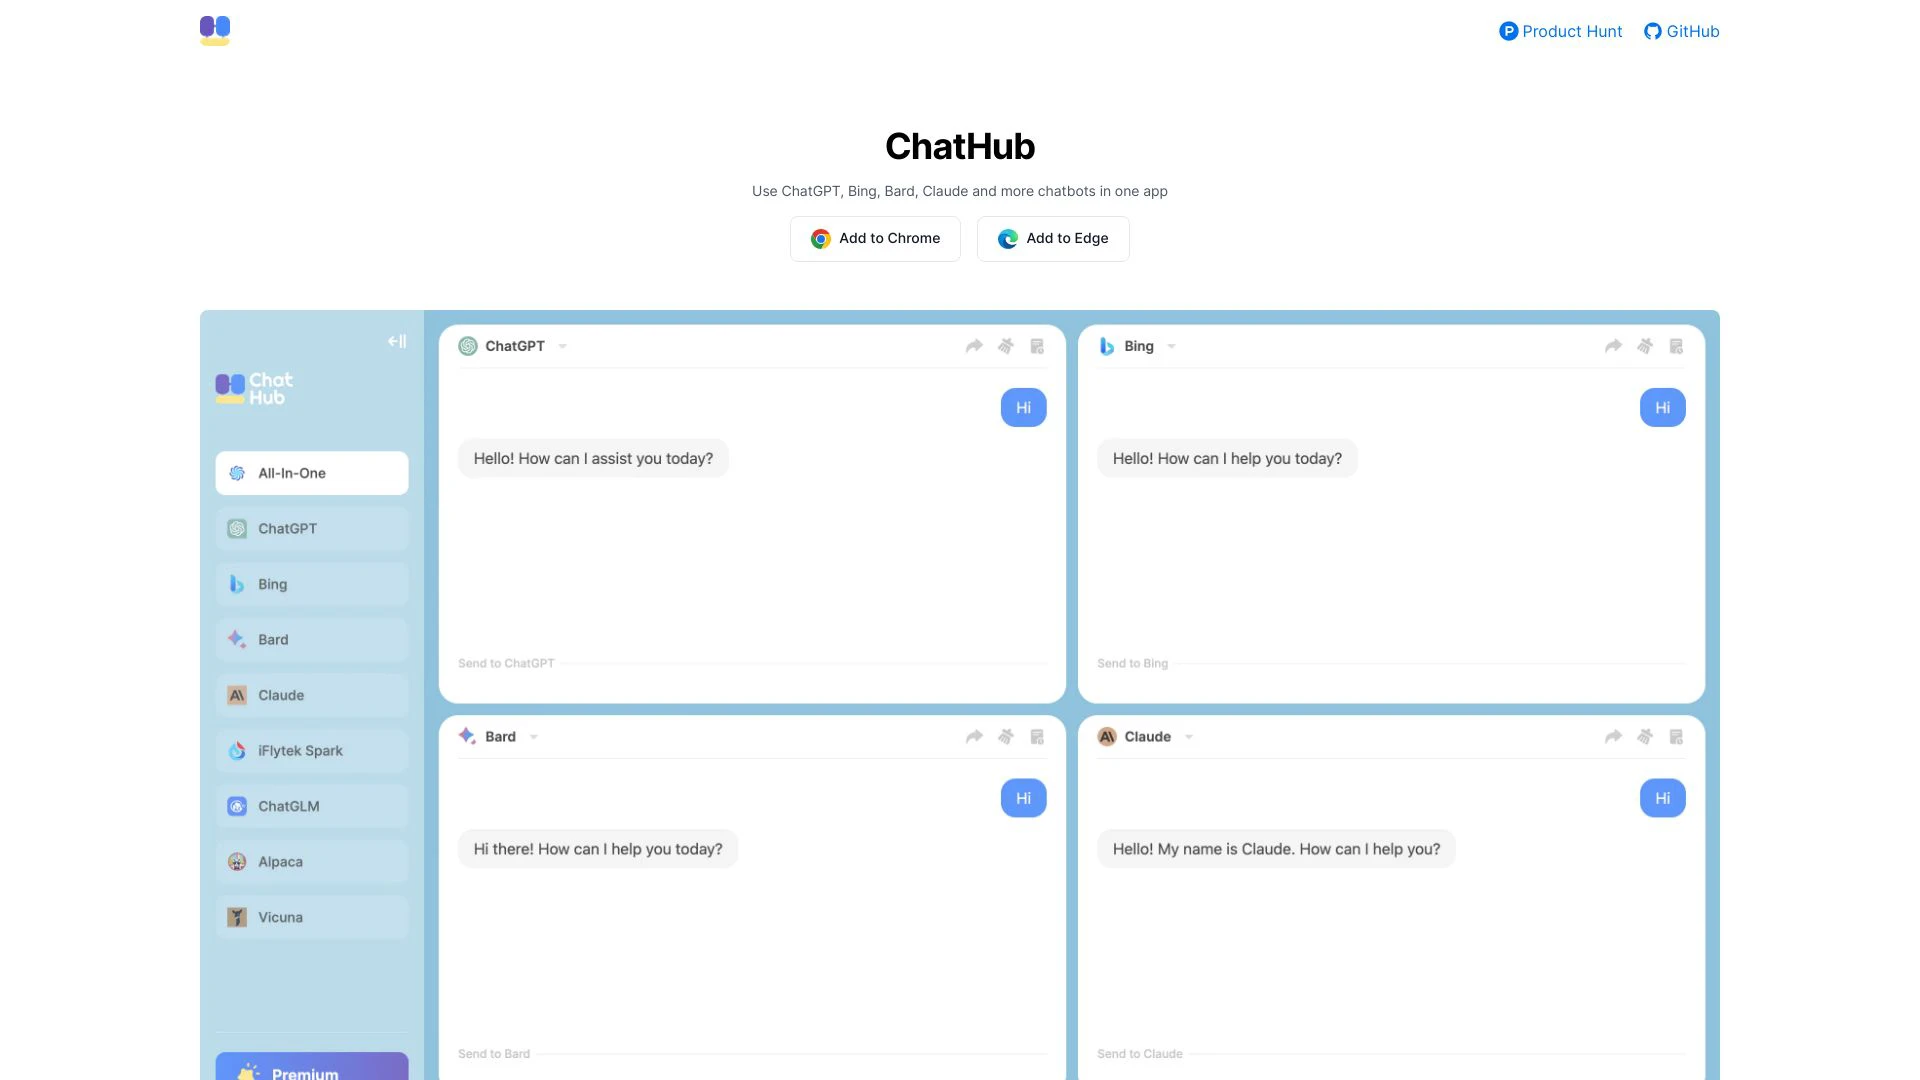 Product Hunt
GitHub
ChatHub
Use ChatGPT, Bing, Bard, Claude and more chatbots in one app
Add to Chrome
Add to Edge
Chat
Hub
All-In-One
ChatGPT
Bing
Bard
Claude
iFlytek Spark
ChatGLM
Alpaca
Vicuna
Premium
ChatGPT
Hi
Hello! How can I assist you today?
Send to ChatGPT
Bing
Hi
Hello! How can I help you today?
Send to Bing
Bard
Hi
Hi there! How can I help you today?
Send to Bard
Claude
Hi
Hello! My name is Claude. How can I help you?
Send to Claude